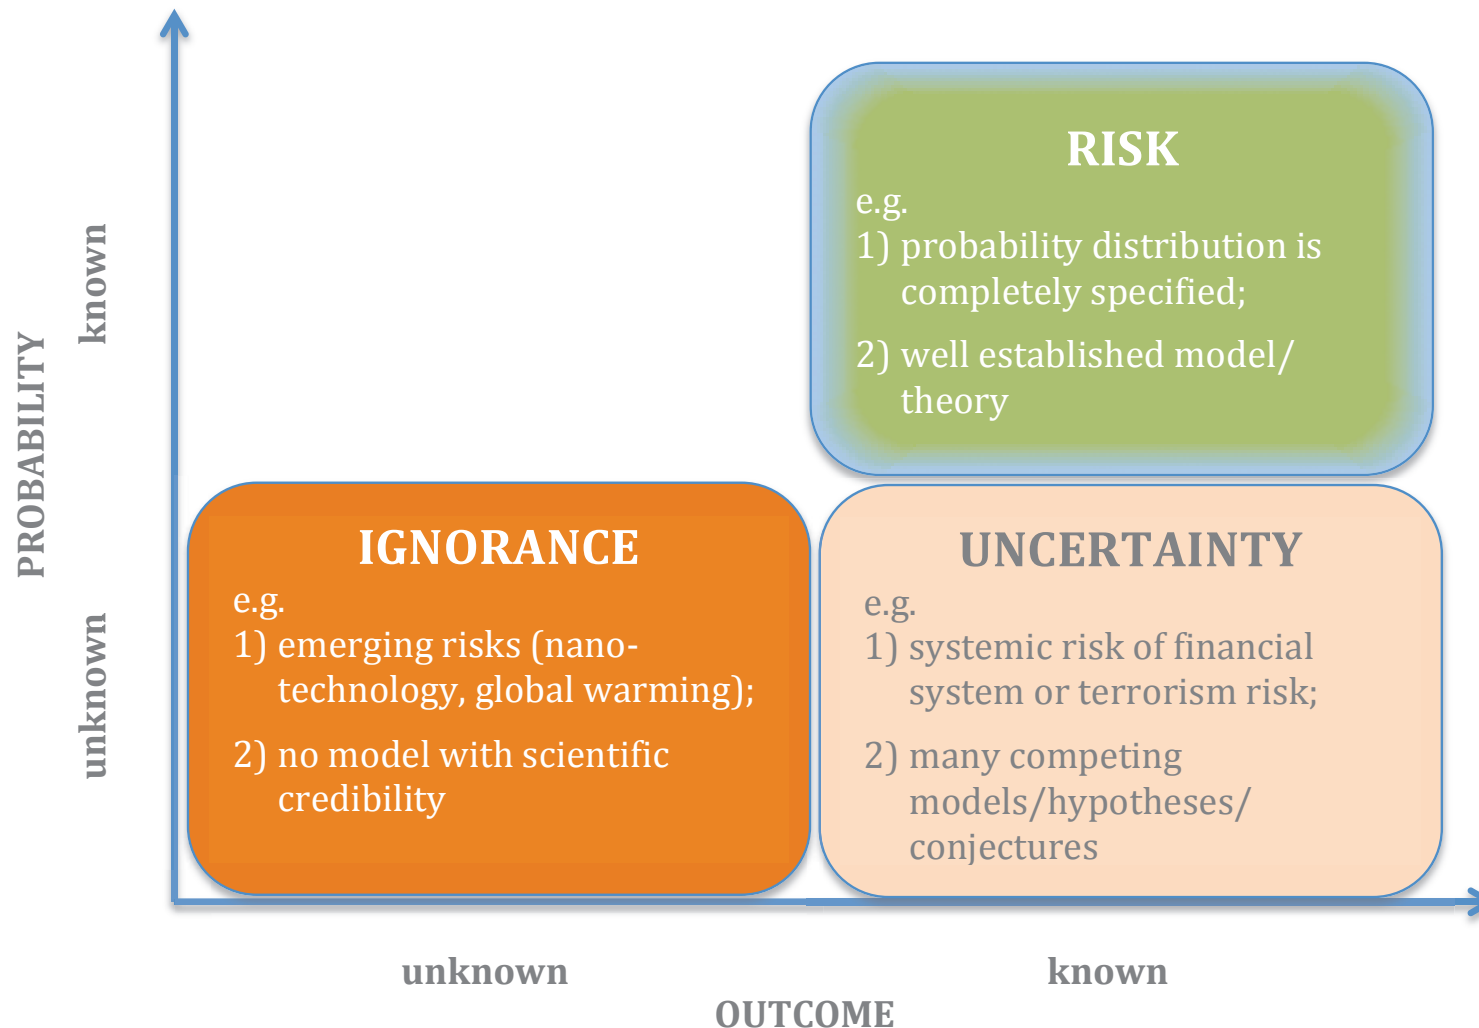 PROBABILITY
known
unknown
RISK
e.g.
1) probability distribution is
completely specified;
2) well established model/
theory
IGNORANCE
e.g.
1) emerging risks (nano-
technology, global warming);
2) no model with scientific
credibility
UNCERTAINTY
e.g.
1) systemic risk of financial
system or terrorism risk;
2) many competing
models/hypotheses/
conjectures
unknown
known
OUTCOME